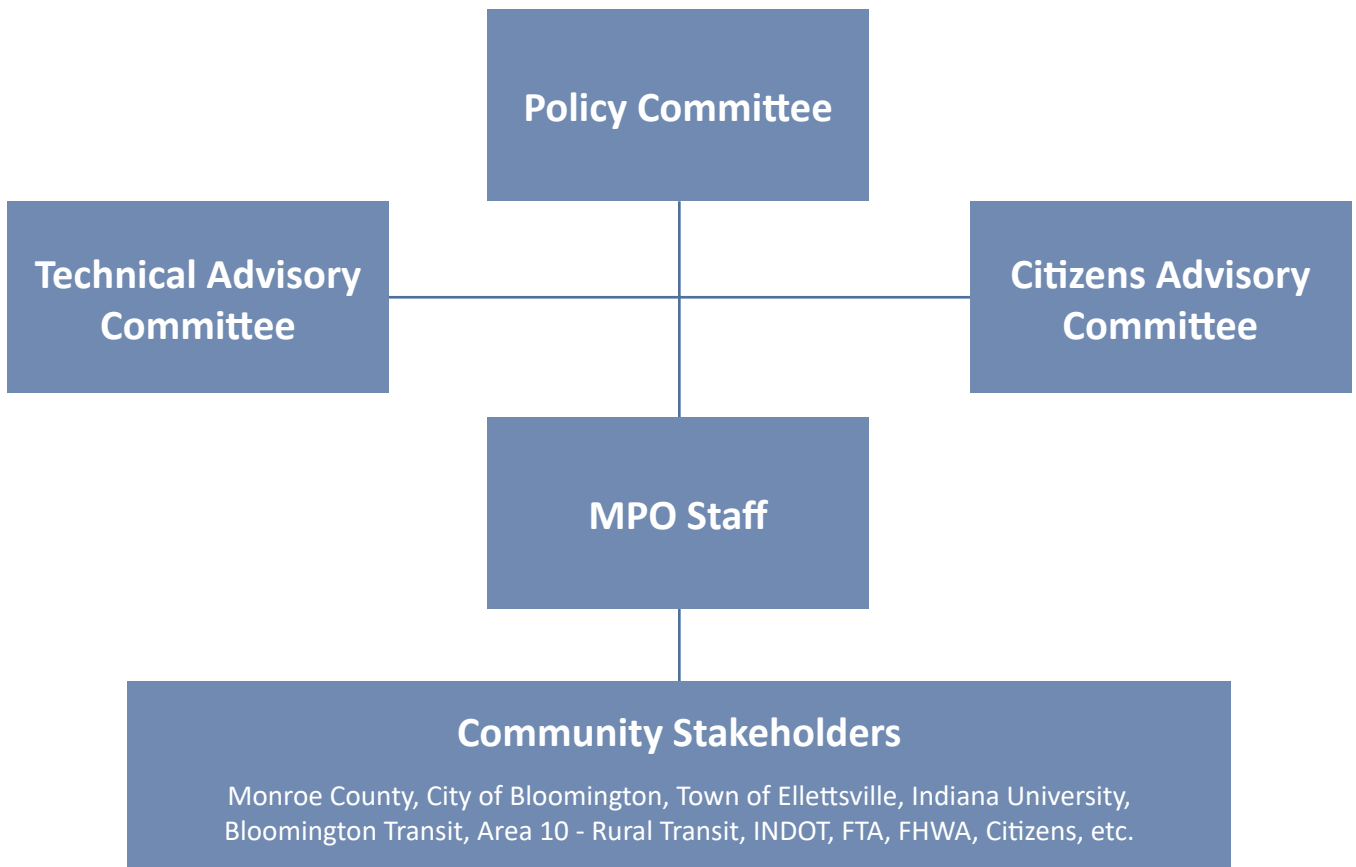 Policy Committee
Technical Advisory
Committee
Citizens Advisory
Committee
MPO Staff
Community Stakeholders
Monroe County, City of Bloomington, Town of Ellettsville, Indiana University,
Bloomington Transit, Area 10 - Rural Transit, INDOT, FTA, FHWA, Citizens, etc.